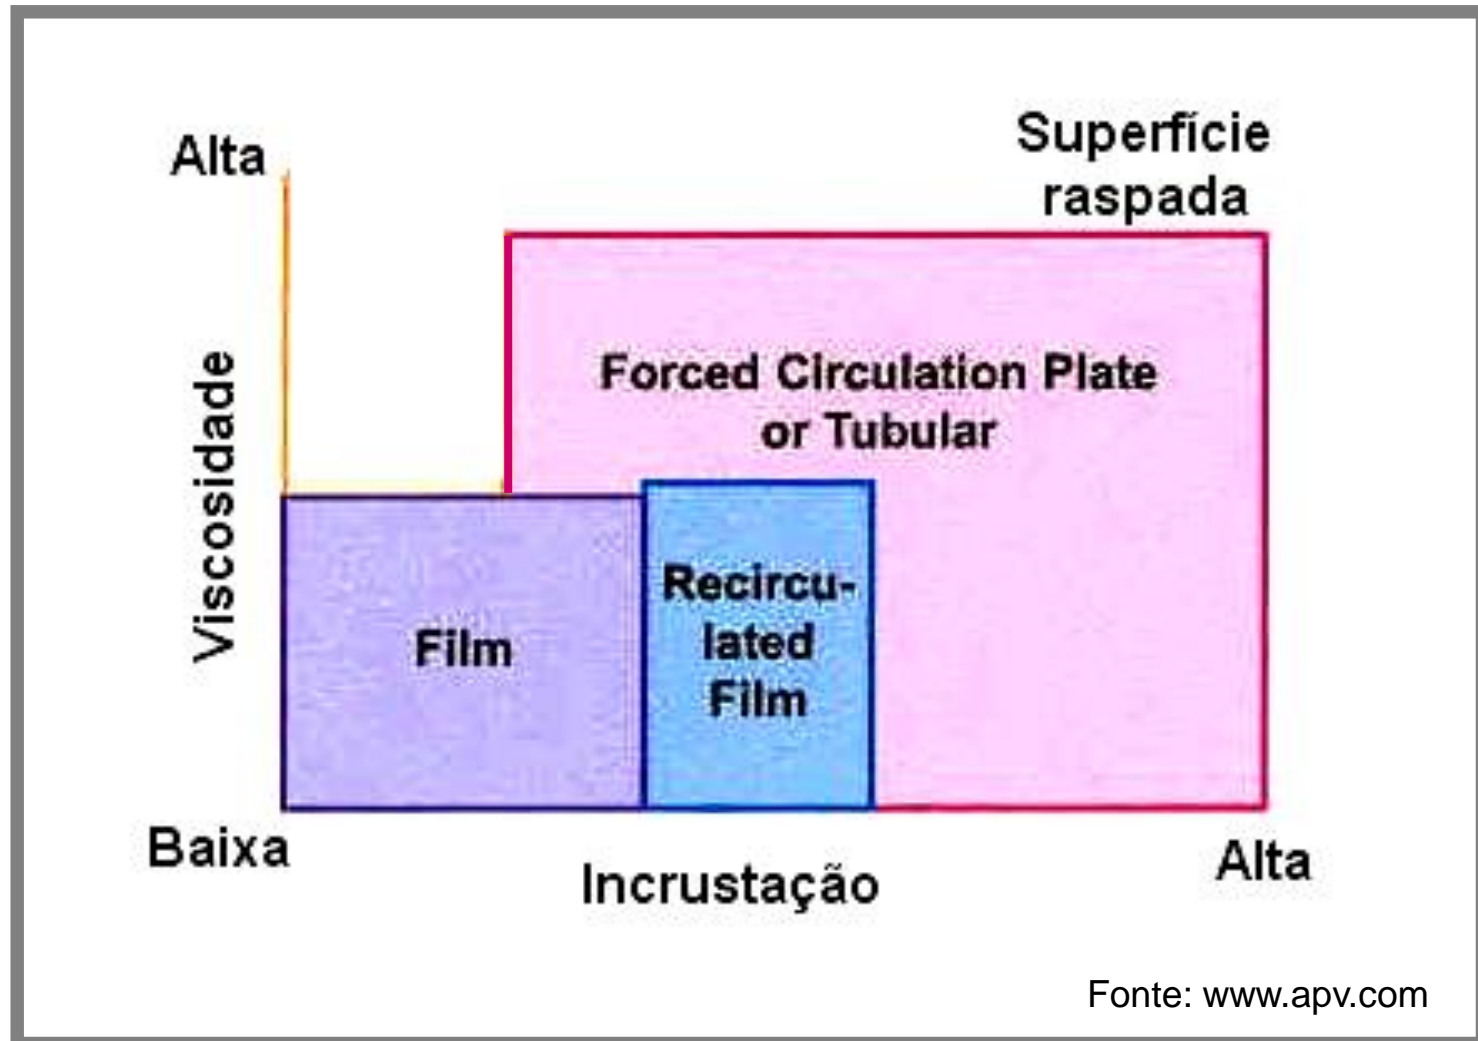 Alta
Superfície
raspada
Viscosidade
Forced Circulation Plate
or Tubular
Film
Recircu-
lated
Film
Baixa
Incrustação
Alta
Fonte: www.apv.com